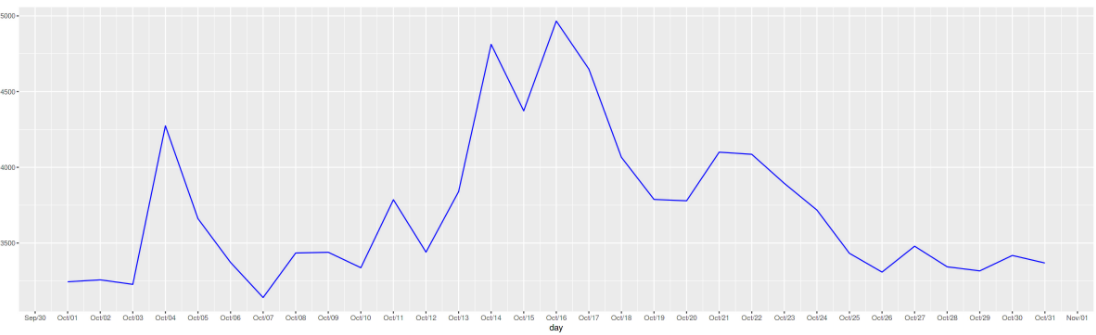 5000
4500
4000
3500
Sep/30 Oct/01 Oct/02 Oct/03 Oct/04 Oct/05 Oct/06 Oct/07 Oct/08 Oct/09 Oct/10 Oct/11 Oct/12 Oct/13 Oct/14 Oct/15 Oct/16 Oct/17 Oct/18 Oct/19 Oct/20 Oct/21 Oct/22 Oct/23 Oct/24 Oct/25 Oct/26 Oct/27 Oct/28 Oct/29 Oct/30 Oct/31 Nov/01
day